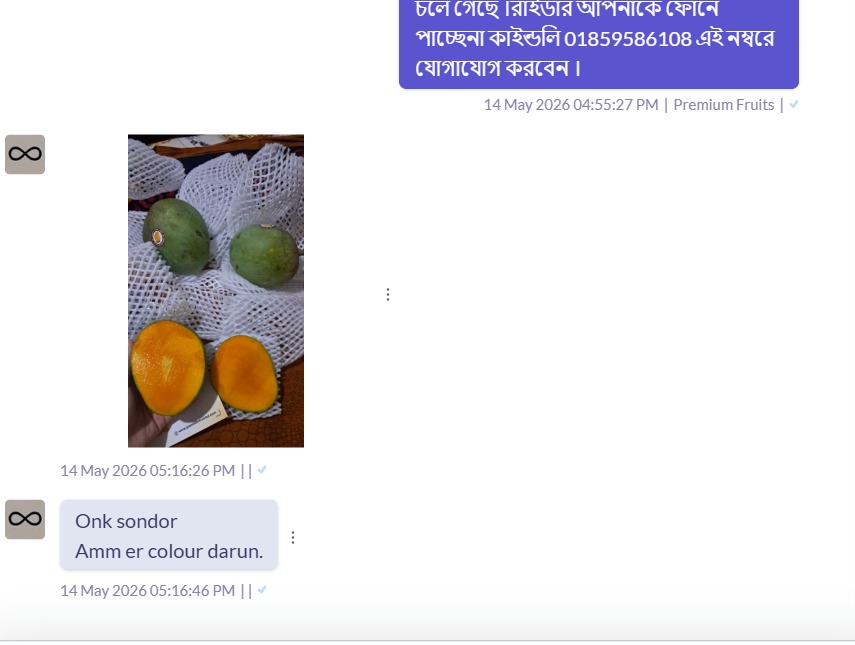 চলে গেছে।রাইডার আপনাকে ফোনে
পাচ্ছেনা কাইন্ডলি 01859586108 এই নম্বরে
যোগাযোগ করবেন।
14 May 2026 04:55:27 PM | Premium Fruits |
14 May 2026 05:16:26 PM | |
Onk sondor
Amm er colour darun.
14 May 2026 05:16:46 PM | |